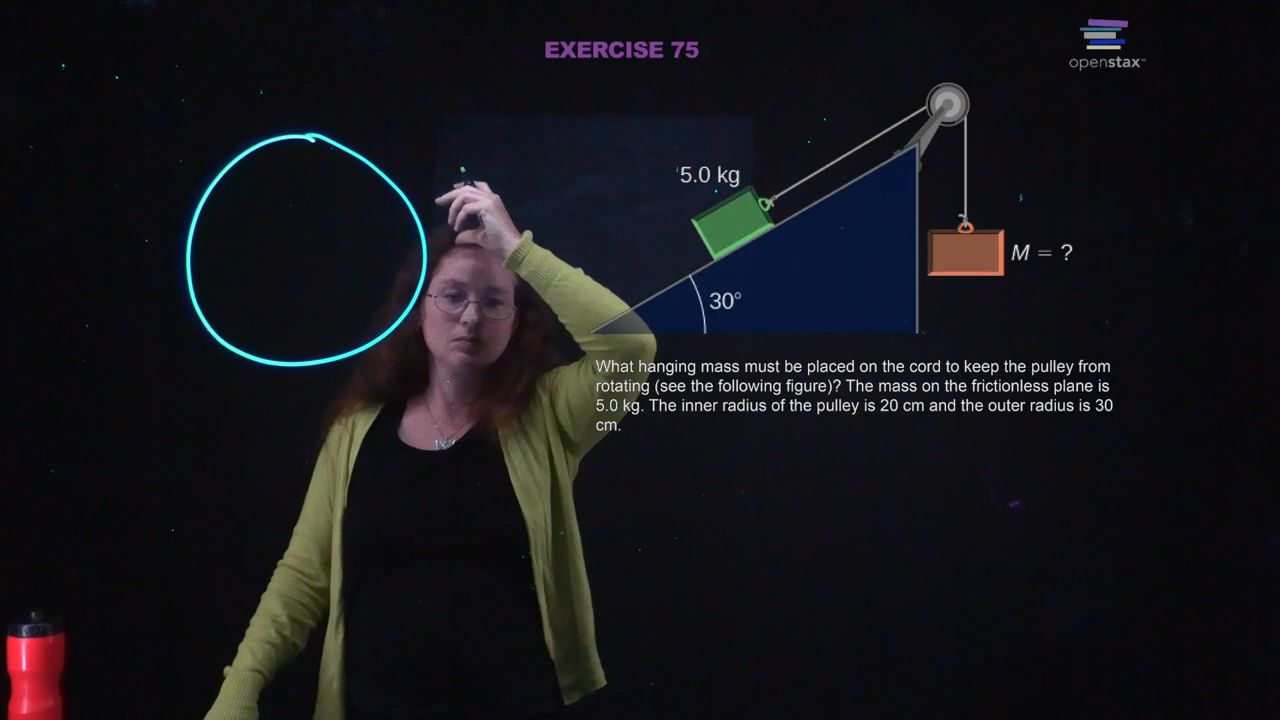 EXERCISE 75
openstax™
5.0 kg
M = ?
30°
What hanging mass must be placed on the cord to keep the pulley from
rotating (see the following figure)? The mass on the frictionless plane is
5.0 kg. The inner radius of the pulley is 20 cm and the outer radius is 30
cm.